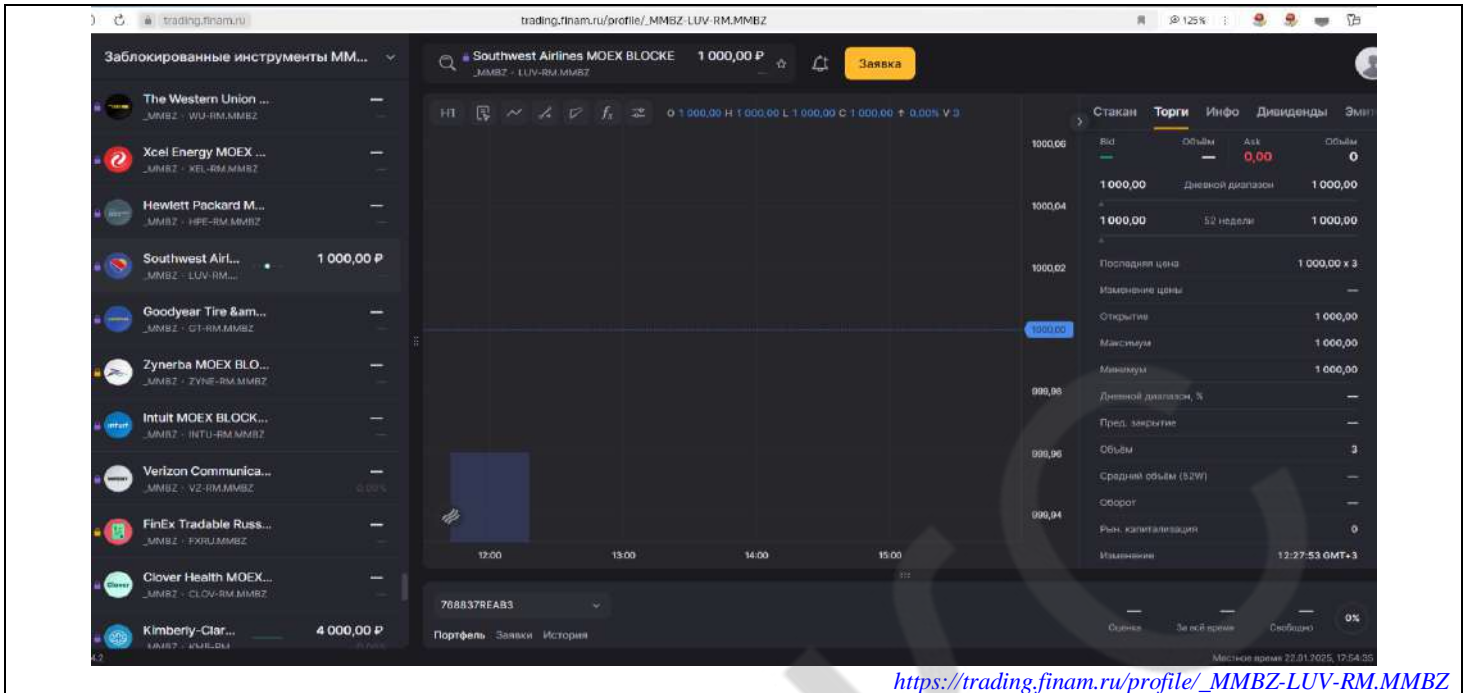 trading.finam.ru
trading.finam.ru/profile/_MMBZ-LUV-RM.MMBZ
125%
Заблокированные инструменты MM...
Southwest Airlines MOEX BLOCKE 1 000,00 ₽
_MMBZ · LUV-RM.MMBZ —
Заявка
The Western Union ... —
_MMBZ · WU-RM.MMBZ —
Xcel Energy MOEX ... —
_MMBZ · XEL-RM.MMBZ —
Hewlett Packard M... —
_MMBZ · HPE-RM.MMBZ —
Southwest Airl... 1 000,00 ₽
_MMBZ · LUV-RM.... —
Goodyear Tire &am... —
_MMBZ · GT-RM.MMBZ —
Zynerba MOEX BLO... —
_MMBZ · ZYNE-RM.MMBZ —
Intuit MOEX BLOCK... —
_MMBZ · INTU-RM.MMBZ —
Verizon Communica... —
_MMBZ · VZ-RM.MMBZ 0,00%
FinEx Tradable Russ... —
_MMBZ · FXRU.MMBZ —
Clover Health MOEX... —
_MMBZ · CLOV-RM.MMBZ —
Kimberly-Clar... 4 000,00 ₽
_MMBZ · KMB-RM
H1 O 1 000,00 H 1 000,00 L 1 000,00 C 1 000,00 ↑ 0,00% V 3
1000,06
1000,04
1000,02
1000,00
999,98
999,96
999,94
12:00 13:00 14:00 15:00
Стакан Торги Инфо Дивиденды Эмит
Bid Объём Ask Объём
— — 0,00 0
1 000,00 Дневной диапазон 1 000,00
1 000,00 52 недели 1 000,00
Последняя цена 1 000,00 x 3
Изменение цены —
Открытие 1 000,00
Максимум 1 000,00
Минимум 1 000,00
Дневной диапазон, % —
Пред. закрытие —
Объём 3
Средний объём (52W) —
Оборот —
Рын. капитализация 0
Изменение 12:27:53 GMT+3
768837REAB3
Портфель Заявки История
— — — 0%
Оценка За всё время Свободно
4.2
Местное время 22.01.2025, 17:54:35
https://trading.finam.ru/profile/_MMBZ-LUV-RM.MMBZ